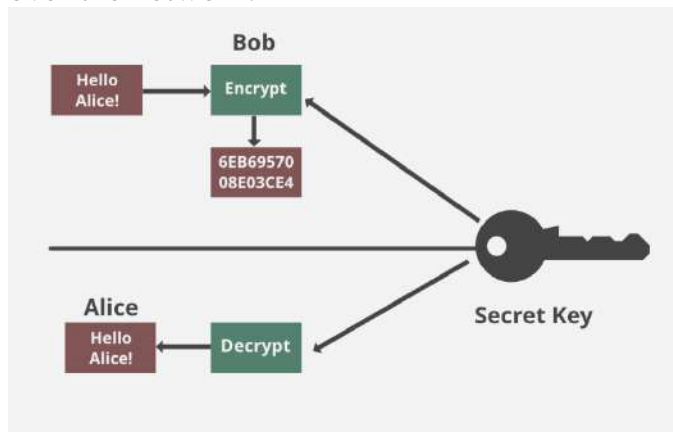 Bob
Hello
Alice!
Encrypt
6EB69570
08E03CE4
Secret Key
Alice
Hello
Alice!
Decrypt